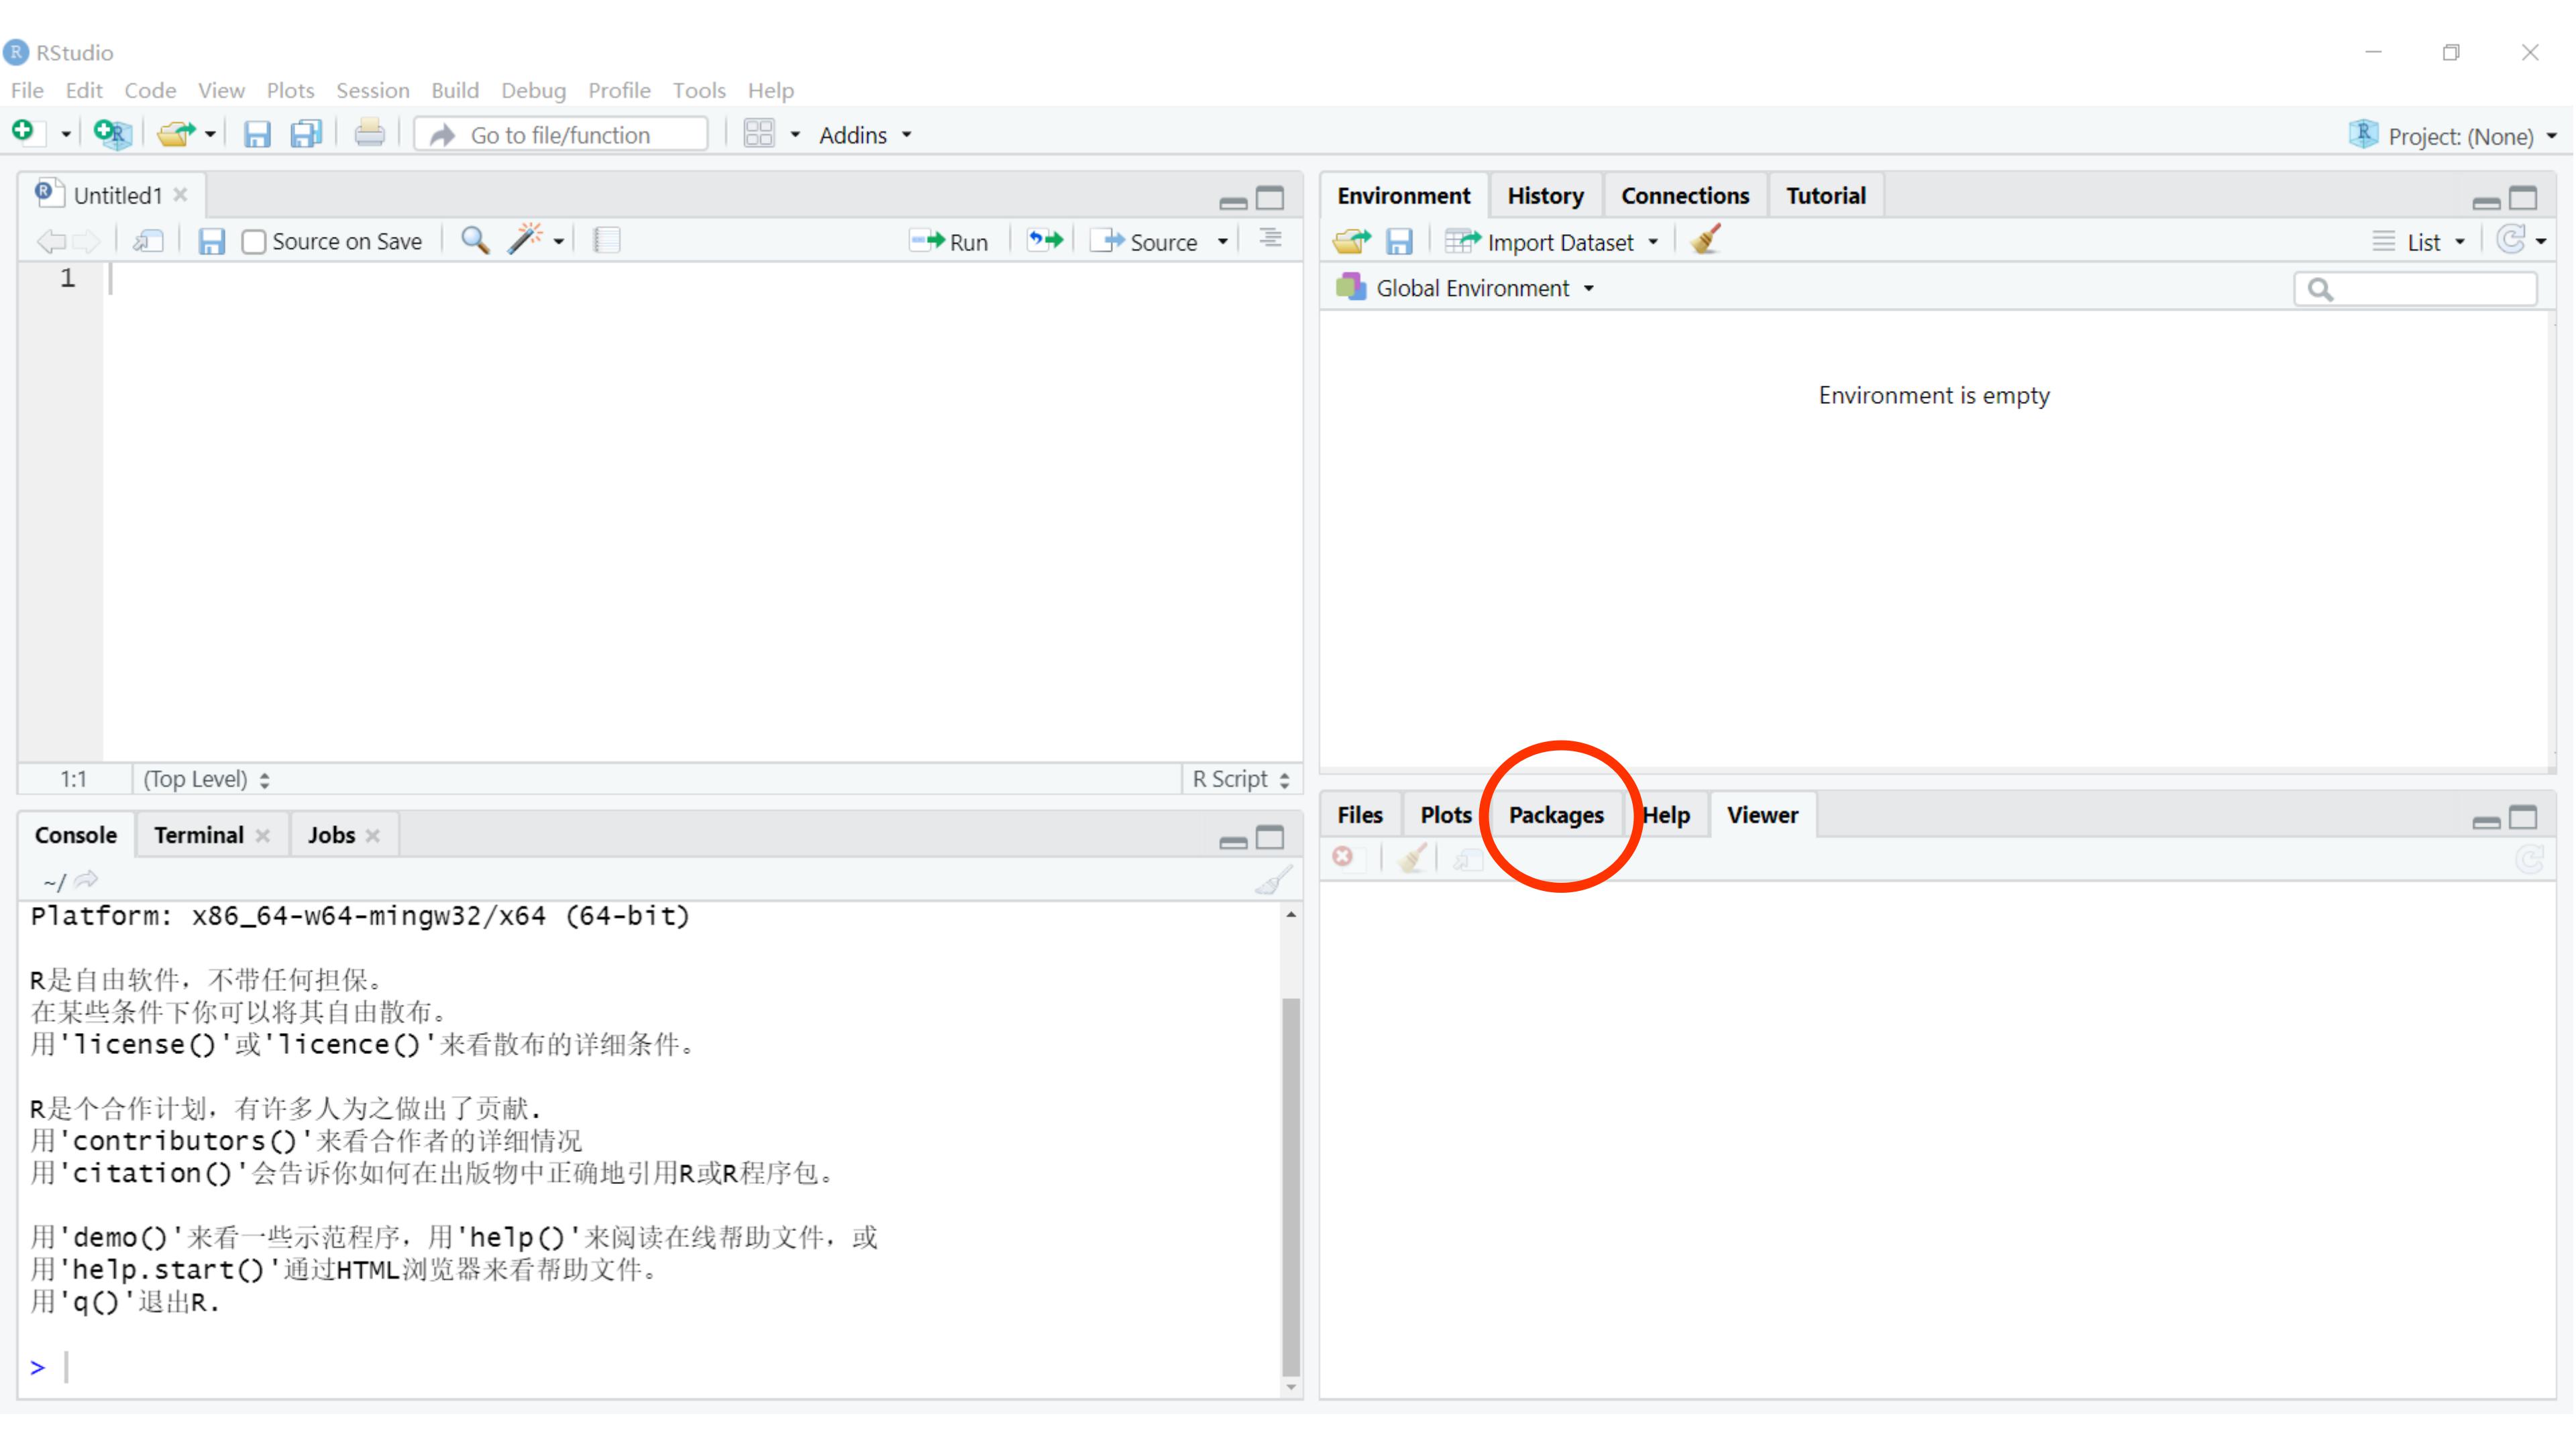 RStudio
File Edit Code View Plots Session Build Debug Profile Tools Help
Go to file/function Addins Project: (None)
Untitled1
Source on Save Run Source
1
1:1 (Top Level) R Script
Environment History Connections Tutorial
Import Dataset List
Global Environment
Environment is empty
Console Terminal Jobs
~/
Platform: x86_64-w64-mingw32/x64 (64-bit)
R是自由软件，不带任何担保。
在某些条件下你可以将其自由散布。
用'license()'或'licence()'来看散布的详细条件。
R是个合作计划，有许多人为之做出了贡献.
用'contributors()'来看合作者的详细情况
用'citation()'会告诉你如何在出版物中正确地引用R或R程序包。
用'demo()'来看一些示范程序，用'help()'来阅读在线帮助文件，或
用'help.start()'通过HTML浏览器来看帮助文件。
用'q()'退出R.
>
Files Plots Packages Help Viewer